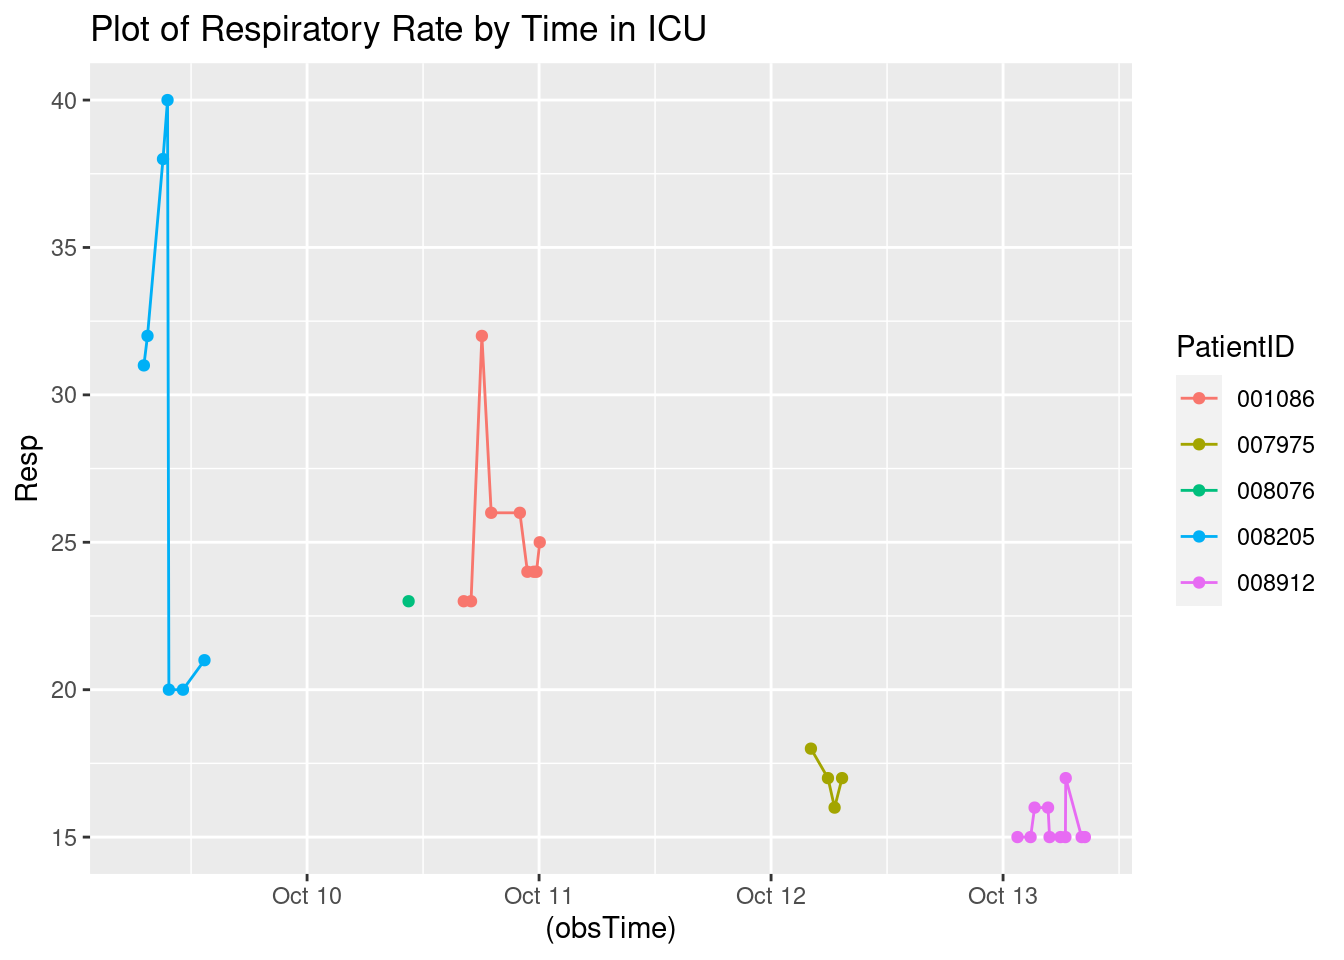 Plot of Respiratory Rate by Time in ICU
40
35
30
25
20
15
Resp
Oct 10
Oct 11
Oct 12
Oct 13
(obsTime)
PatientID
001086
007975
008076
008205
008912